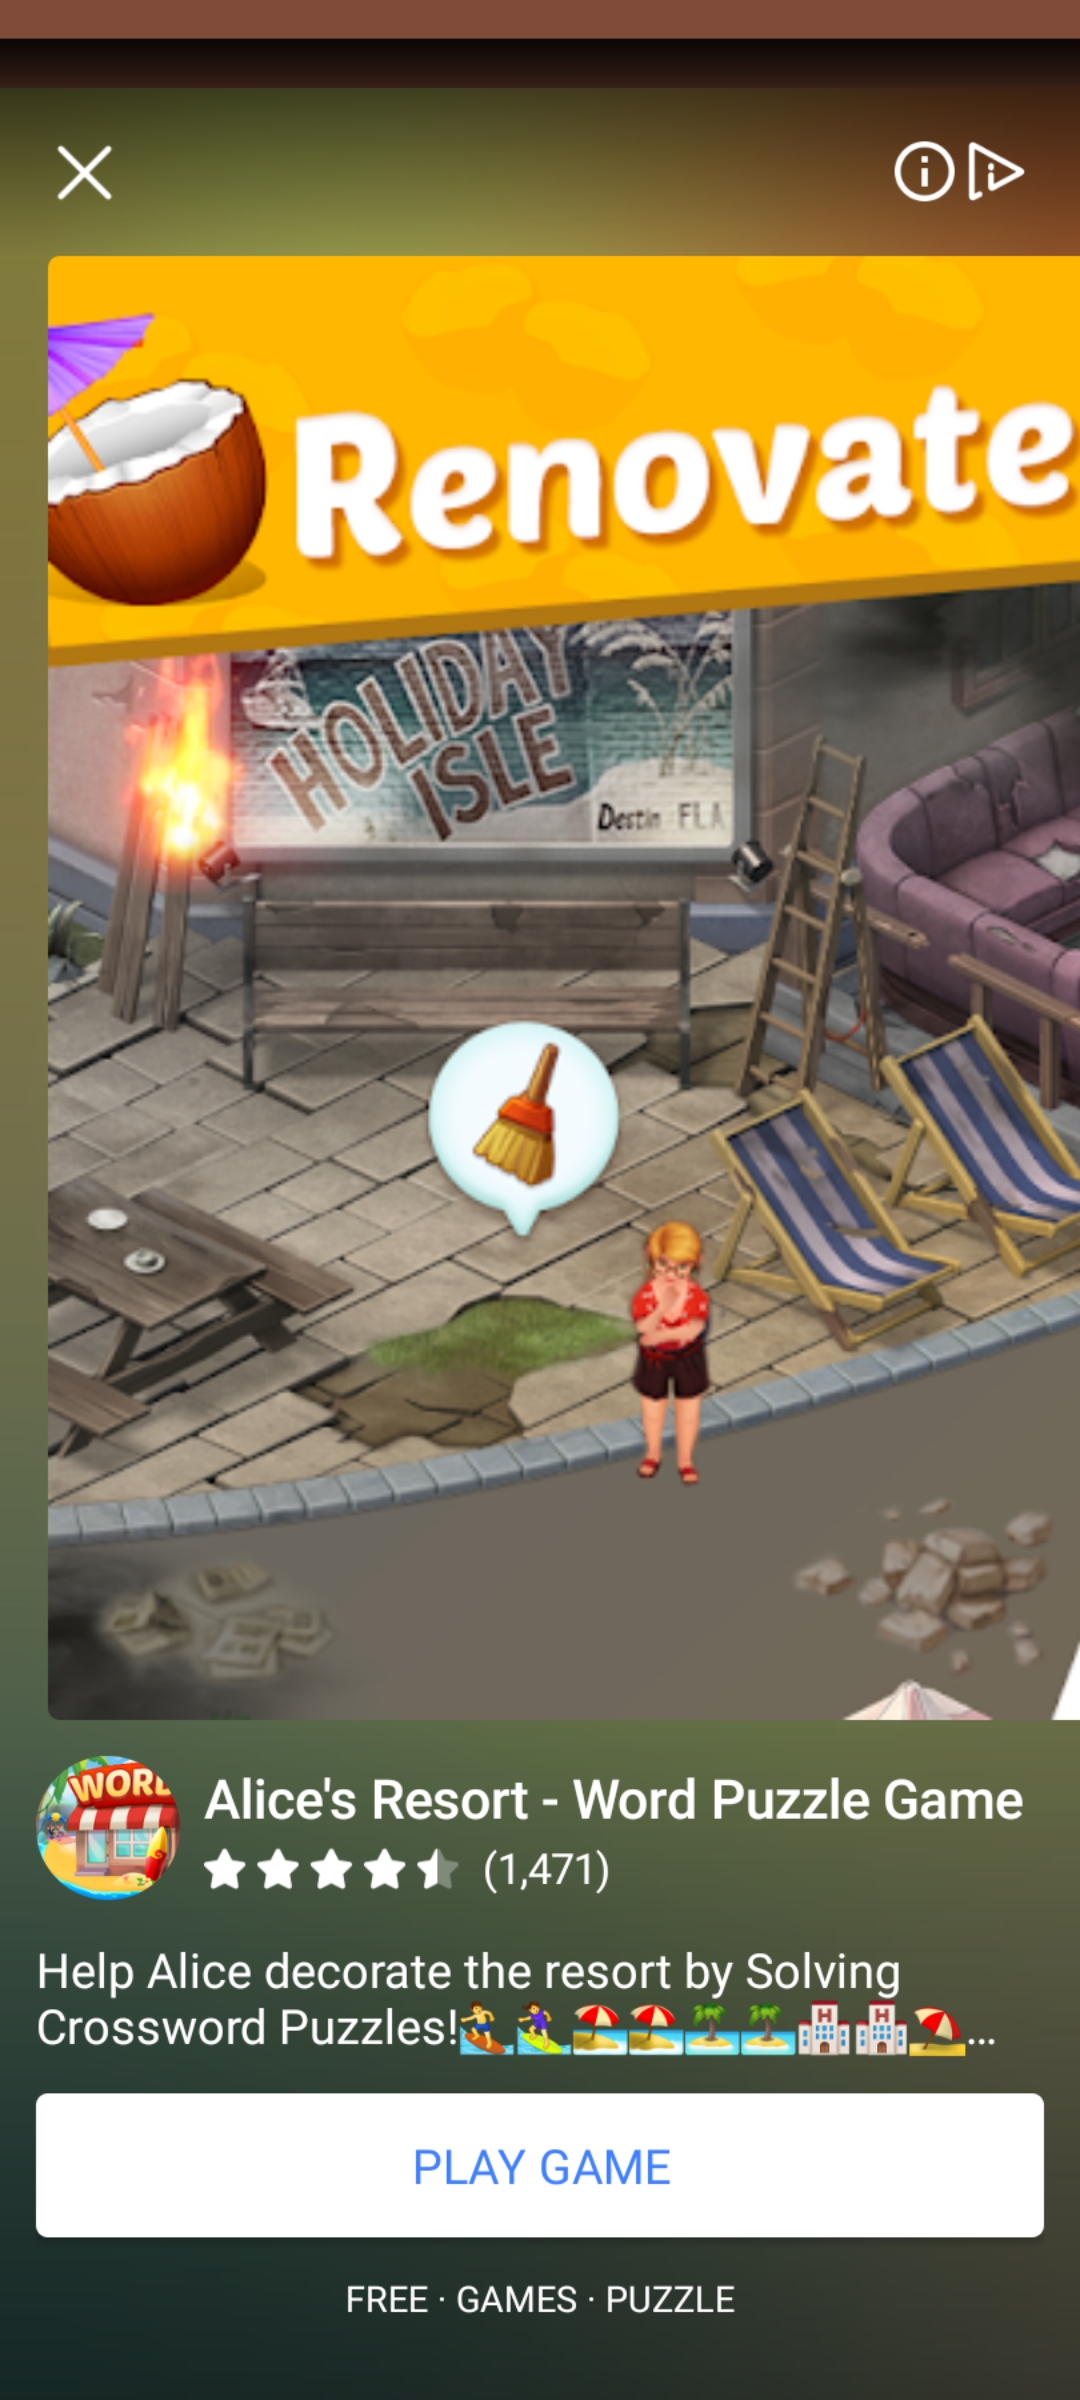 Renovate
HOLIDAY
ISLE
Destin FLA
WORL
Alice's Resort - Word Puzzle Game
(1,471)
Help Alice decorate the resort by Solving
Crossword Puzzles!🏄🏄‍♀️🏖️🏖️🏝️🏝️🏨🏨⛱️...
PLAY GAME
FREE · GAMES · PUZZLE